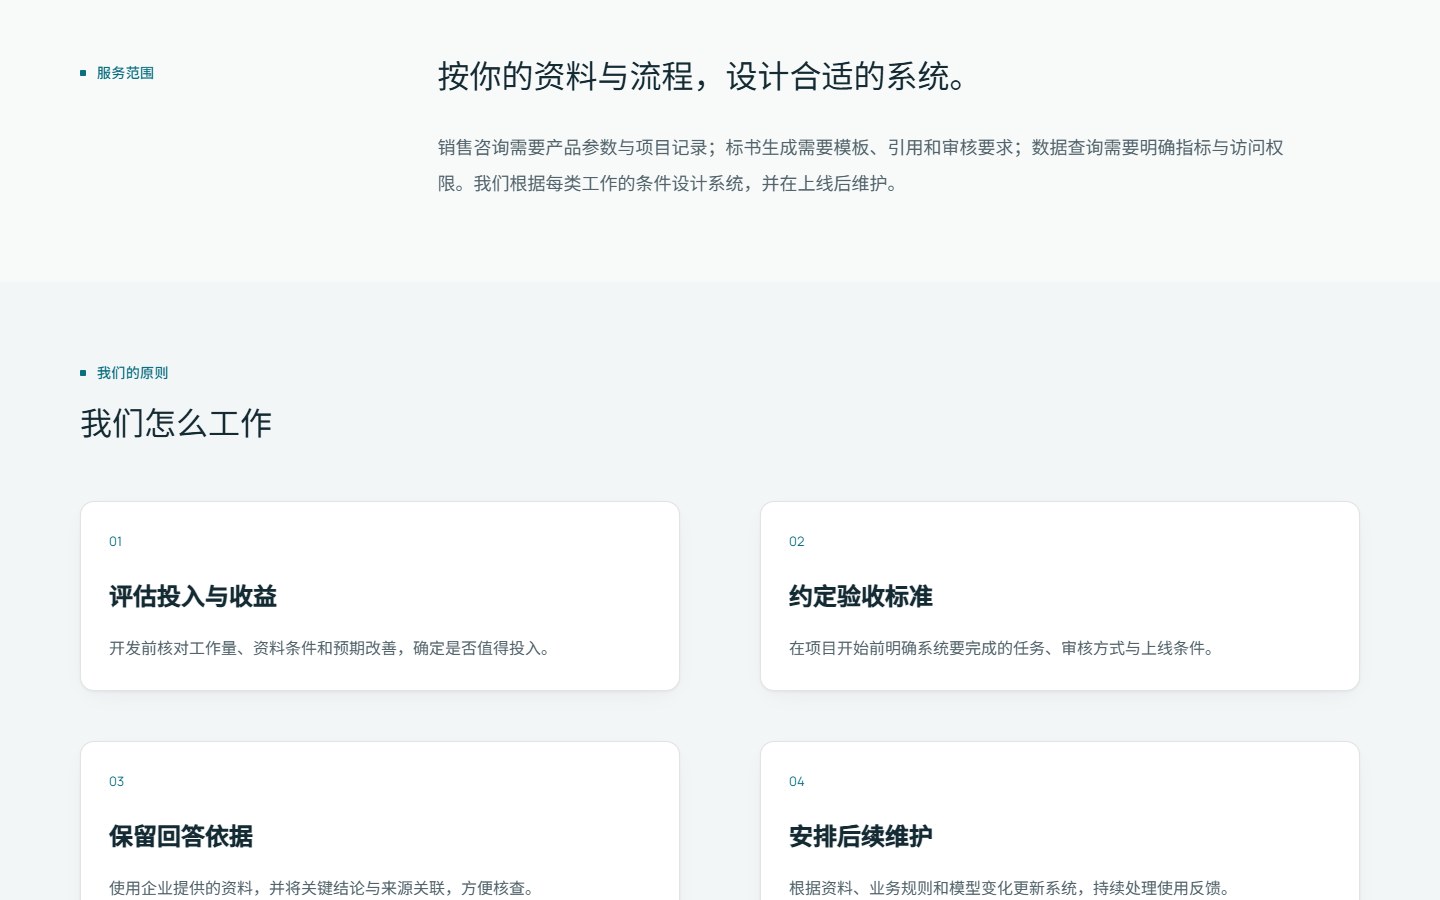 服务范围
按你的资料与流程，设计合适的系统。
销售咨询需要产品参数与项目记录；标书生成需要模板、引用和审核要求；数据查询需要明确指标与访问权
限。我们根据每类工作的条件设计系统，并在上线后维护。
我们的原则
我们怎么工作
01
评估投入与收益
开发前核对工作量、资料条件和预期改善，确定是否值得投入。
02
约定验收标准
在项目开始前明确系统要完成的任务、审核方式与上线条件。
03
保留回答依据
使用企业提供的资料，并将关键结论与来源关联，方便核查。
04
安排后续维护
根据资料、业务规则和模型变化更新系统，持续处理使用反馈。